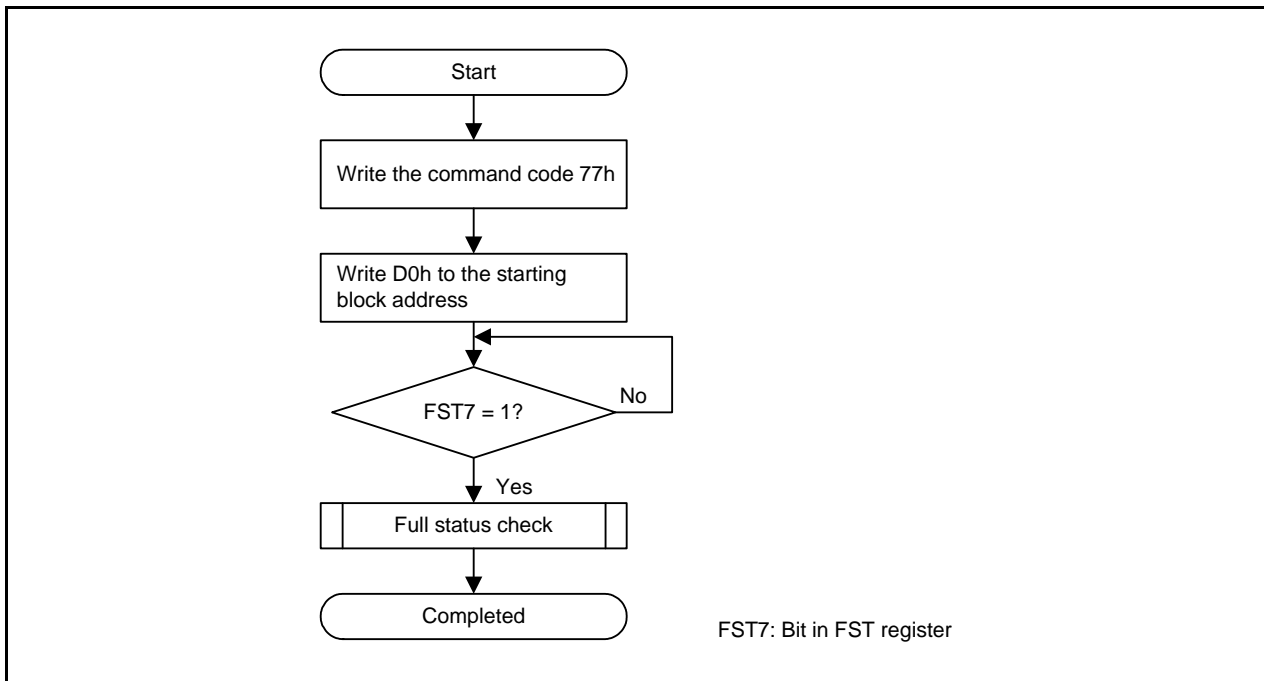 Start
Write the command code 77h
Write D0h to the starting
block address
FST7 = 1?
No
Yes
Full status check
Completed
FST7: Bit in FST register